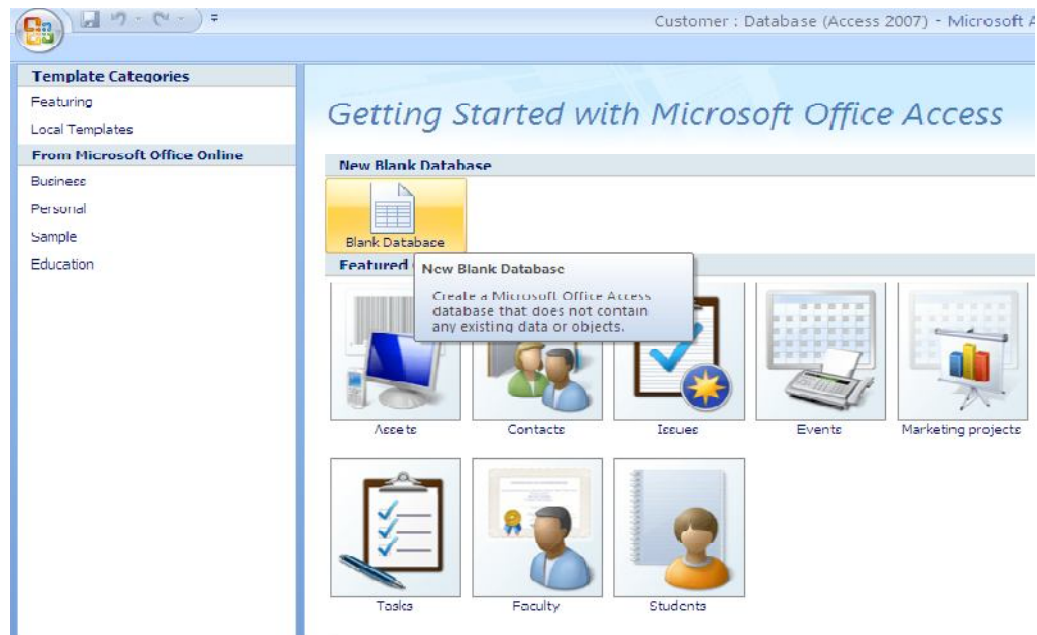 Customer : Database (Access 2007) - Microsoft A
Template Categories
Featuring
Local Templates
From Microsoft Office Online
Business
Personal
Sample
Education
Getting Started with Microsoft Office Access
New Blank Database
Blank Database
Featured
New Blank Database
Create a Microsoft Office Access
database that does not contain
any existing data or objects.
Assets
Contacts
Issues
Events
Marketing projects
Tasks
Faculty
Students